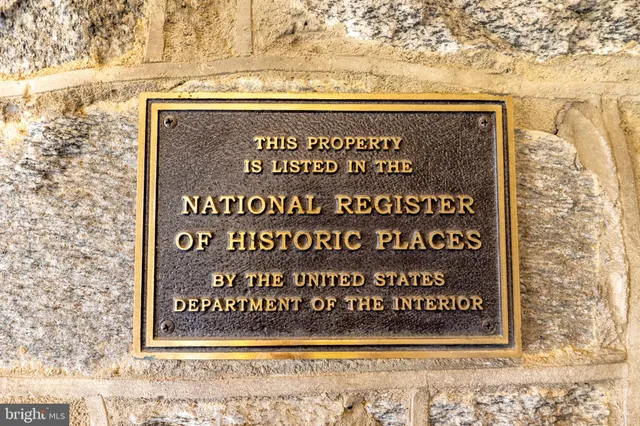 THIS PROPERTY
IS LISTED IN THE
NATIONAL REGISTER
OF HISTORIC PLACES
BY THE UNITED STATES
DEPARTMENT OF THE INTERIOR
bright MLS